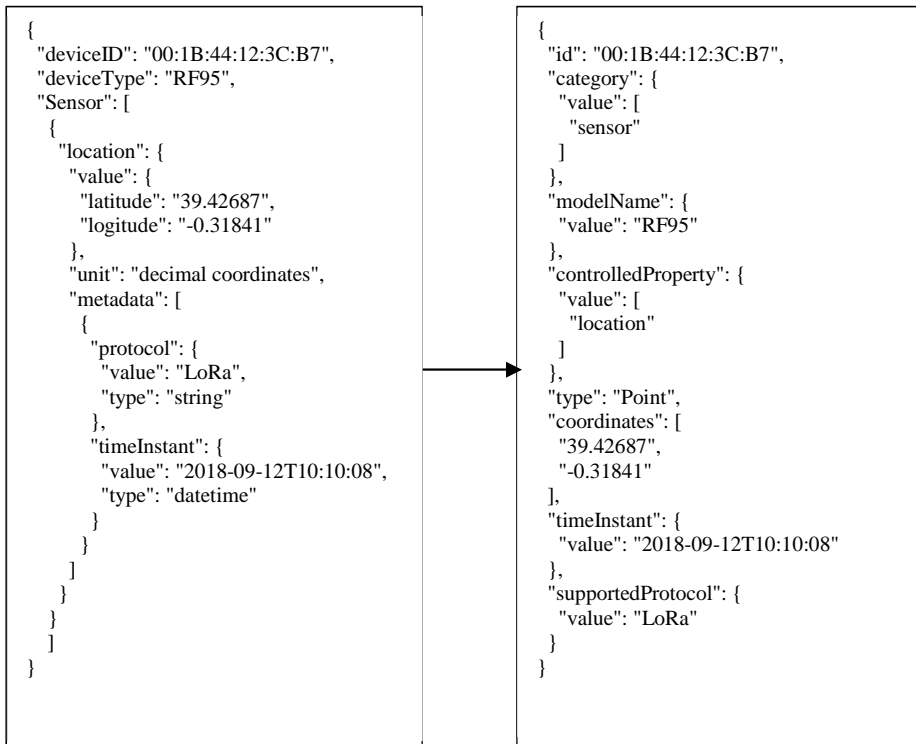 {
"deviceID": "00:1B:44:12:3C:B7",
"deviceType": "RF95",
"Sensor": [
{
"location": {
"value": {
"latitude": "39.42687",
"logitude": "-0.31841"
},
"unit": "decimal coordinates",
"metadata": [
{
"protocol": {
"value": "LoRa",
"type": "string"
},
"timeInstant": {
"value": "2018-09-12T10:10:08",
"type": "datetime"
}
}
]
}
}
]
}
{
"id": "00:1B:44:12:3C:B7",
"category": {
"value": [
"sensor"
]
},
"modelName": {
"value": "RF95"
},
"controlledProperty": {
"value": [
"location"
]
},
"type": "Point",
"coordinates": [
"39.42687",
"-0.31841"
],
"timeInstant": {
"value": "2018-09-12T10:10:08"
},
"supportedProtocol": {
"value": "LoRa"
}
}